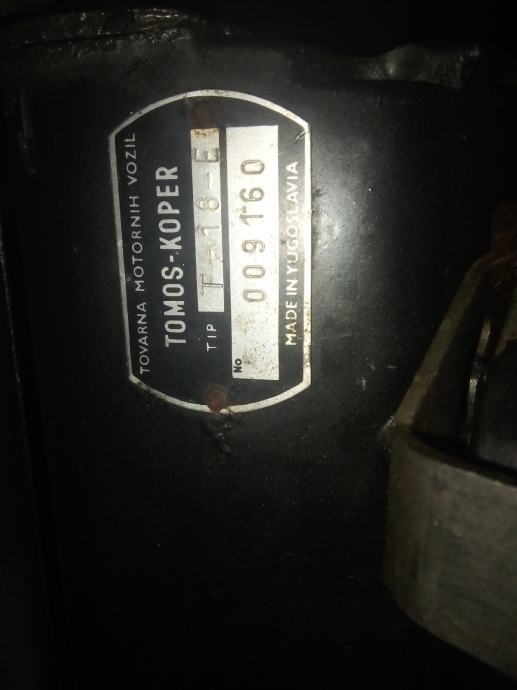 TOVARNA MOTORNIH VOZIL
TOMOS-KOPER
TIP T-18-E
No 009160
MADE IN YUGOSLAVIA